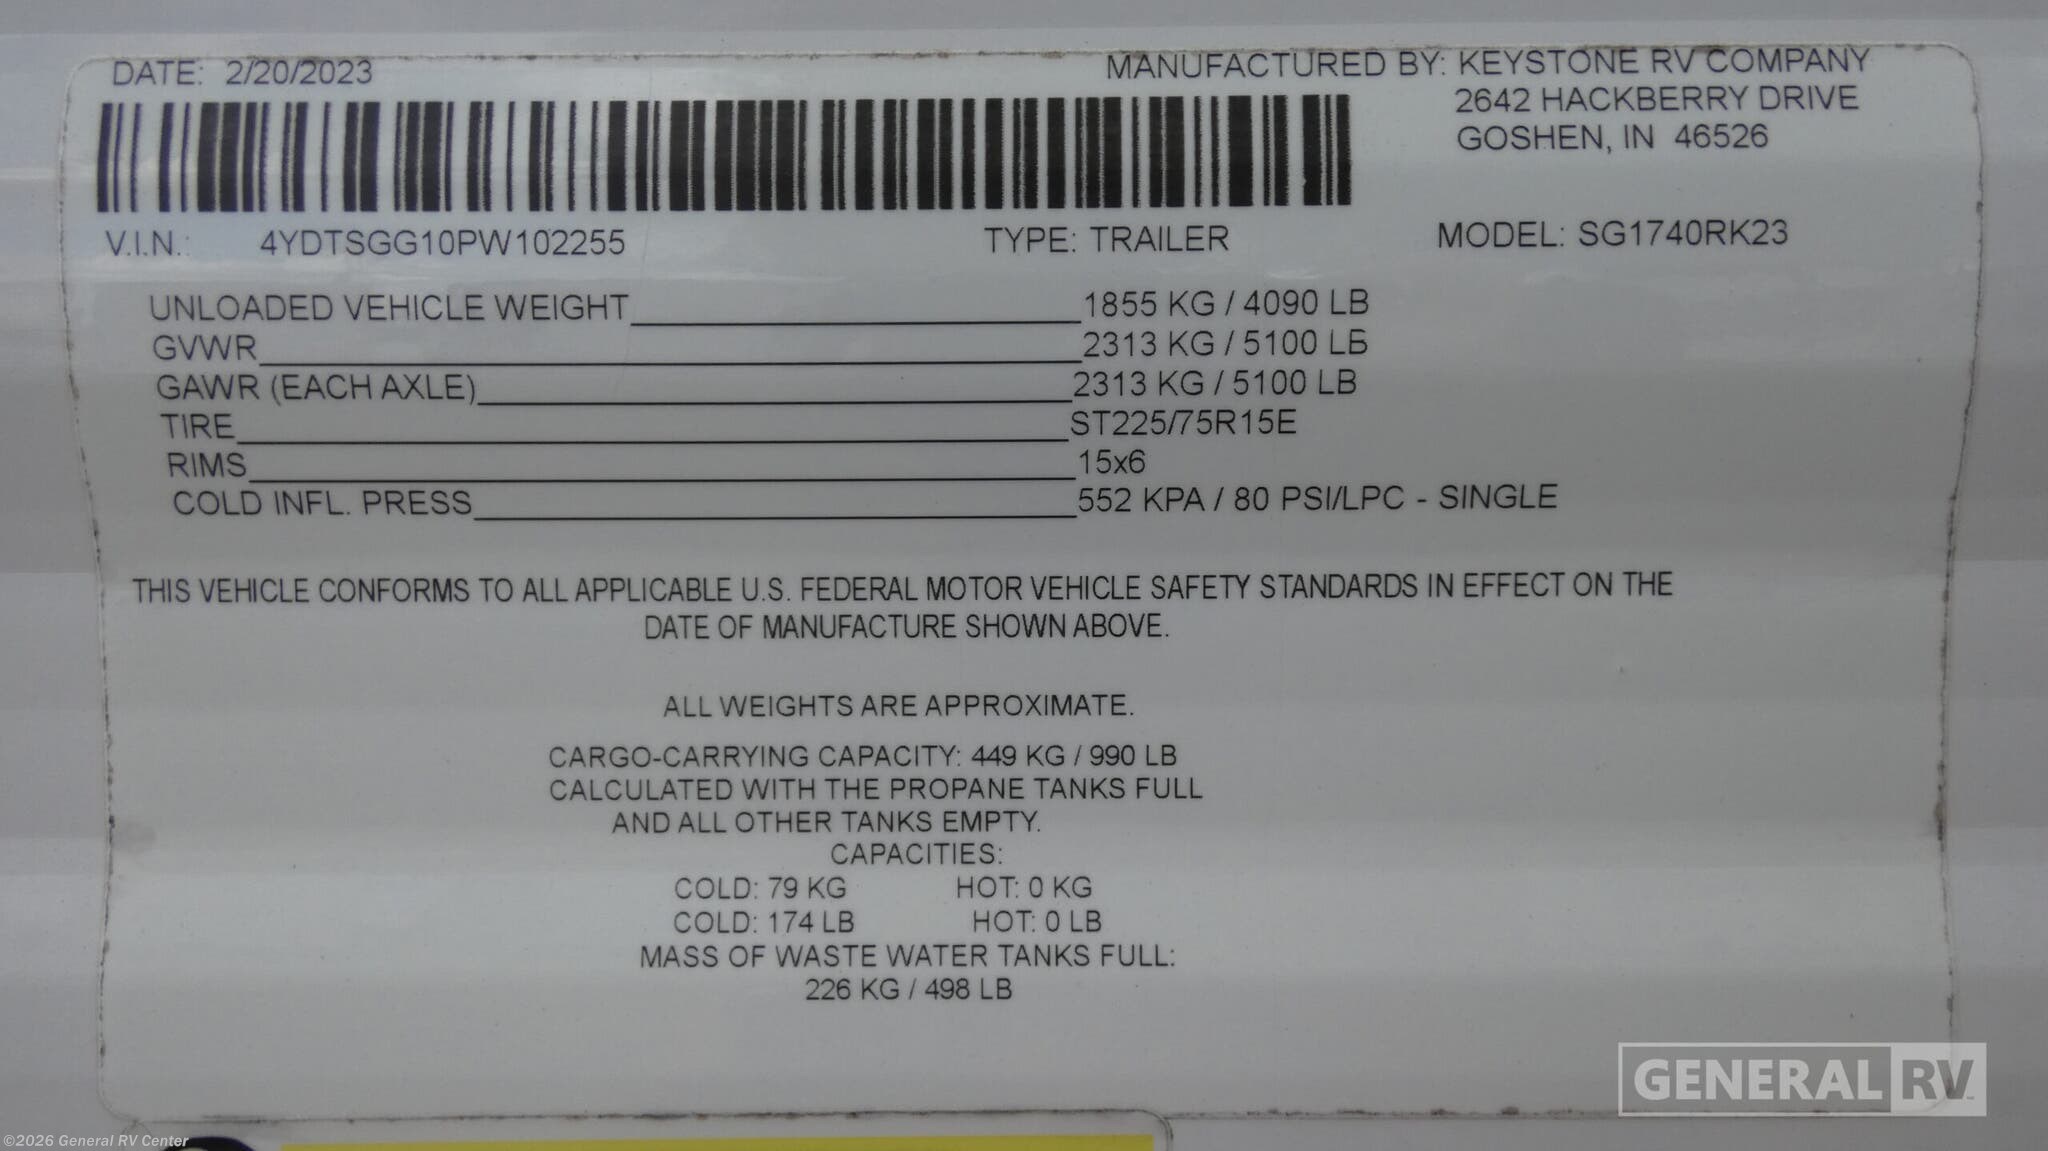 DATE: 2/20/2023
MANUFACTURED BY: KEYSTONE RV COMPANY
2642 HACKBERRY DRIVE
GOSHEN, IN 46526
V.I.N.: 4YDTSGG10PW102255 TYPE: TRAILER MODEL: SG1740RK23
UNLOADED VEHICLE WEIGHT 1855 KG / 4090 LB
GVWR 2313 KG / 5100 LB
GAWR (EACH AXLE) 2313 KG / 5100 LB
TIRE ST225/75R15E
RIMS 15x6
COLD INFL. PRESS 552 KPA / 80 PSI/LPC - SINGLE
THIS VEHICLE CONFORMS TO ALL APPLICABLE U.S. FEDERAL MOTOR VEHICLE SAFETY STANDARDS IN EFFECT ON THE
DATE OF MANUFACTURE SHOWN ABOVE.
ALL WEIGHTS ARE APPROXIMATE.
CARGO-CARRYING CAPACITY: 449 KG / 990 LB
CALCULATED WITH THE PROPANE TANKS FULL
AND ALL OTHER TANKS EMPTY.
CAPACITIES:
COLD: 79 KG HOT: 0 KG
COLD: 174 LB HOT: 0 LB
MASS OF WASTE WATER TANKS FULL:
226 KG / 498 LB
GENERAL RV
©2026 General RV Center